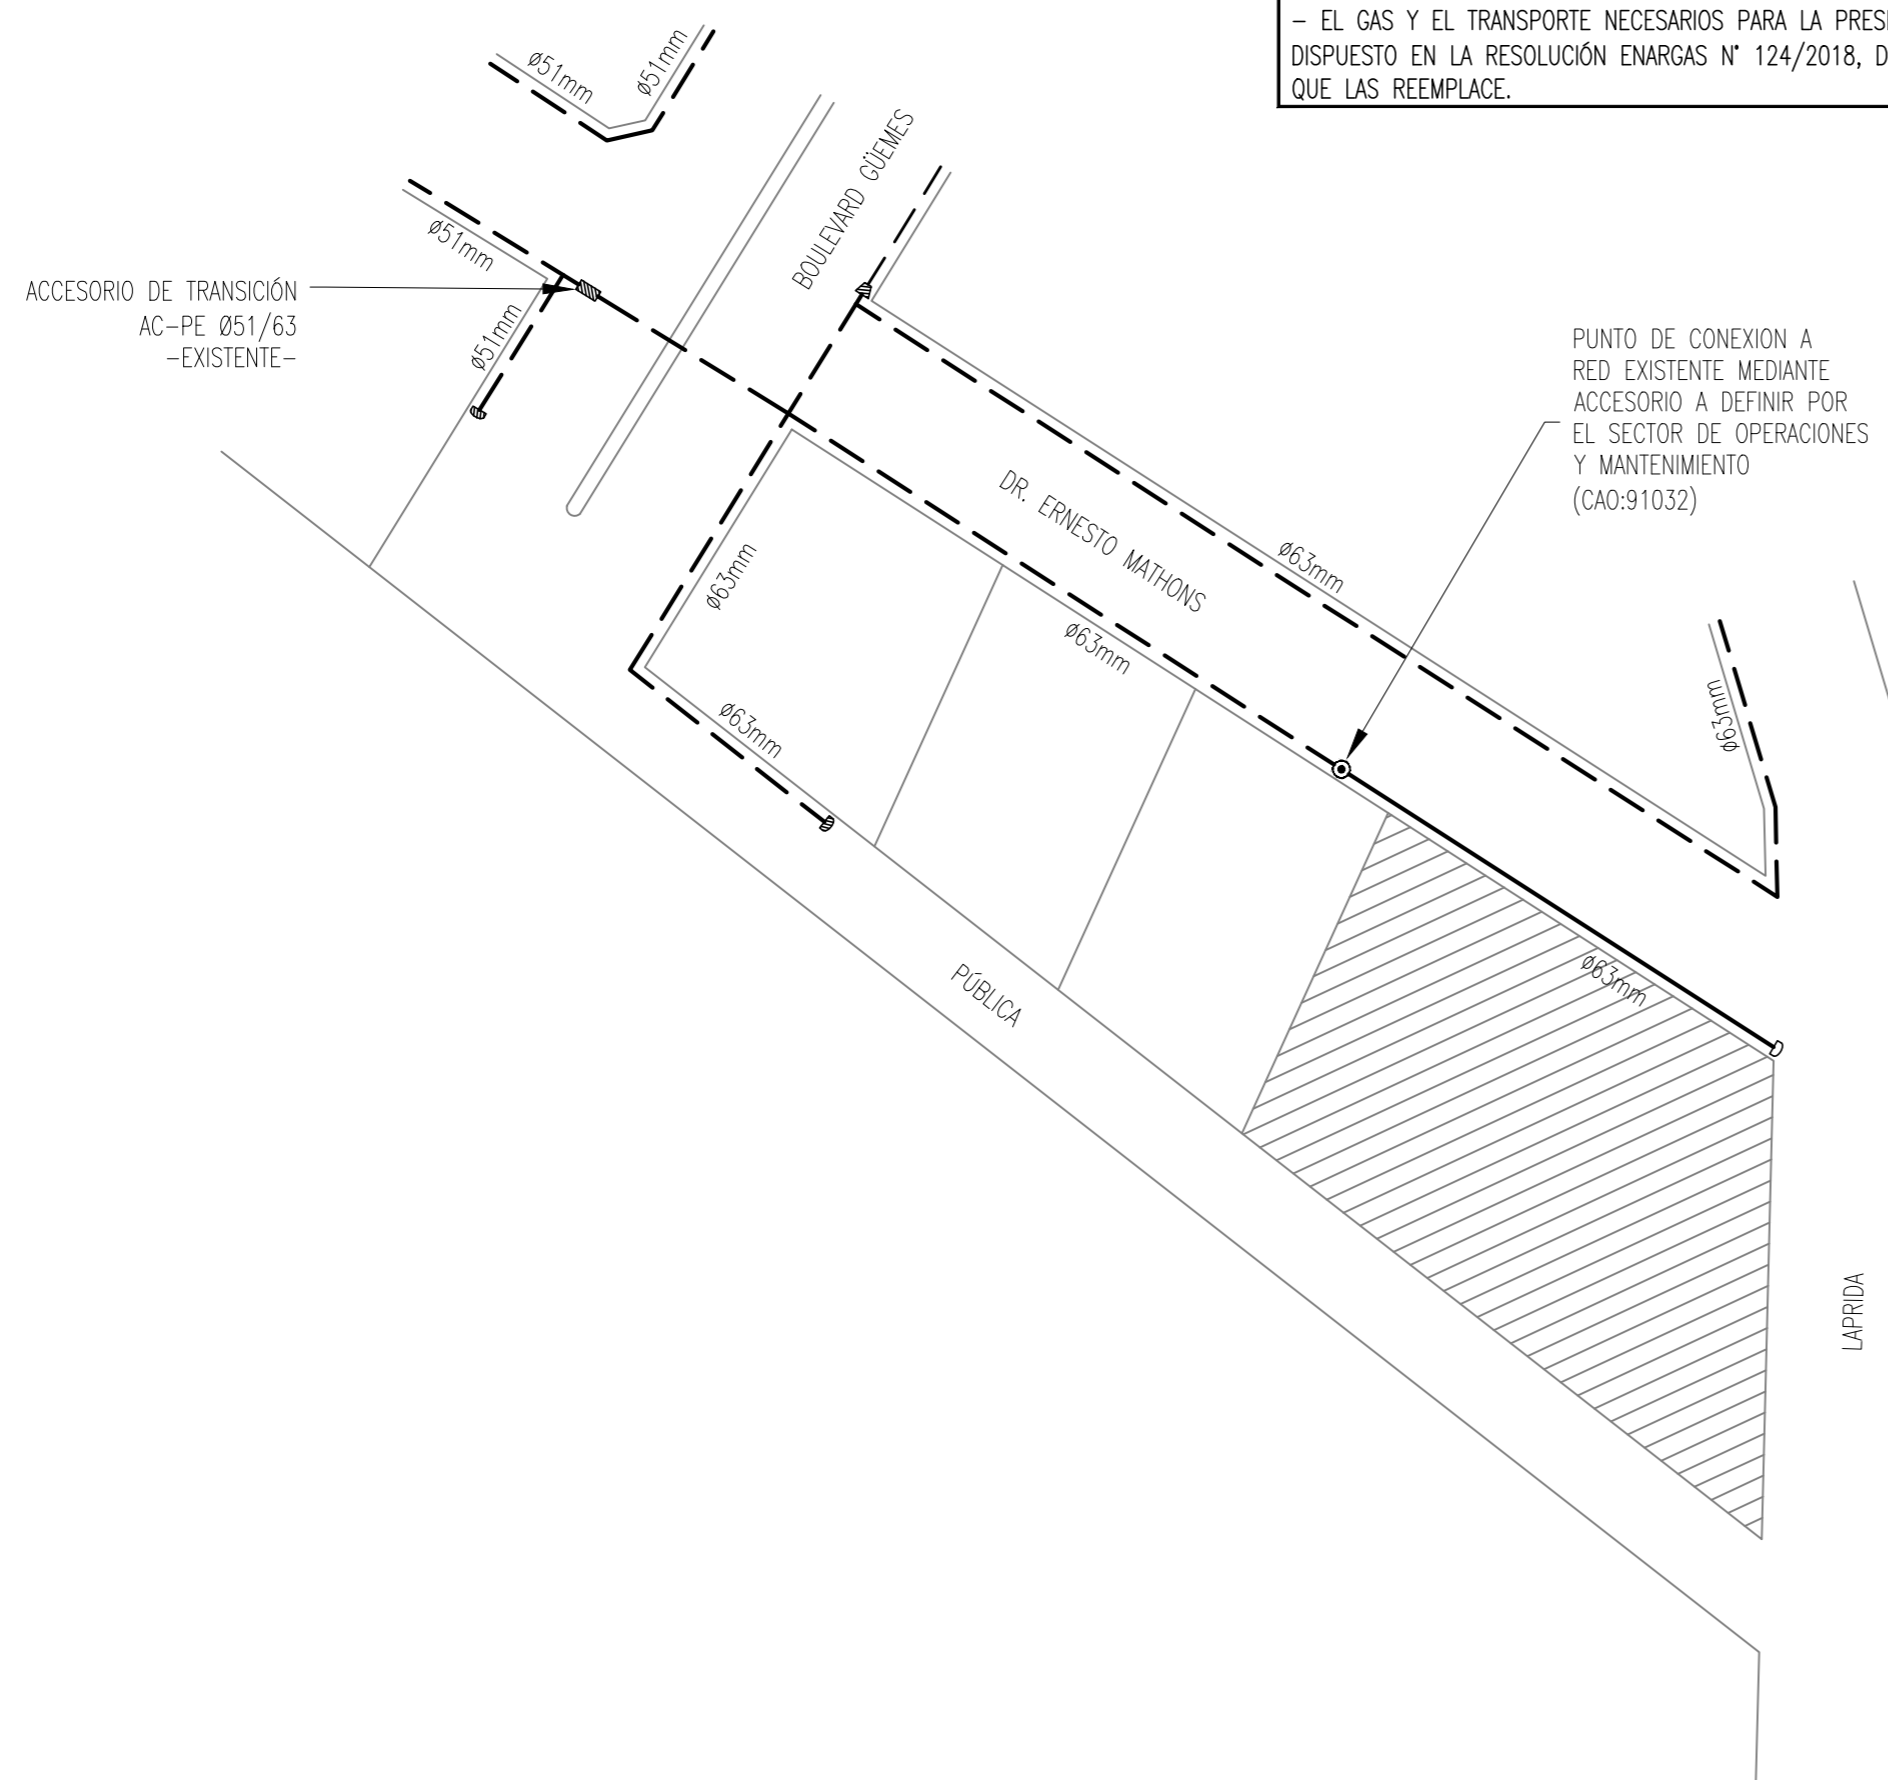 – EL GAS Y EL TRANSPORTE NECESARIOS PARA LA
DISPUESTO EN LA RESOLUCIÓN ENARGAS N° 124/2018,
QUE LAS REEMPLACE.
ø51mm
ø51mm
BOULEVARD GÜEMES
ø51mm
ACCESORIO DE TRANSICIÓN
AC–PE Ø51/63
–EXISTENTE–
ø51mm
PUNTO DE CONEXION A
RED EXISTENTE MEDIANTE
ACCESORIO A DEFINIR POR
EL SECTOR DE OPERACIONES
Y MANTENIMIENTO
(CAO:91032)
DR. ERNESTO MATHONS
ø63mm
ø63mm
ø63mm
ø63mm
ø63mm
ø63mm
PÚBLICA
LAPRIDA